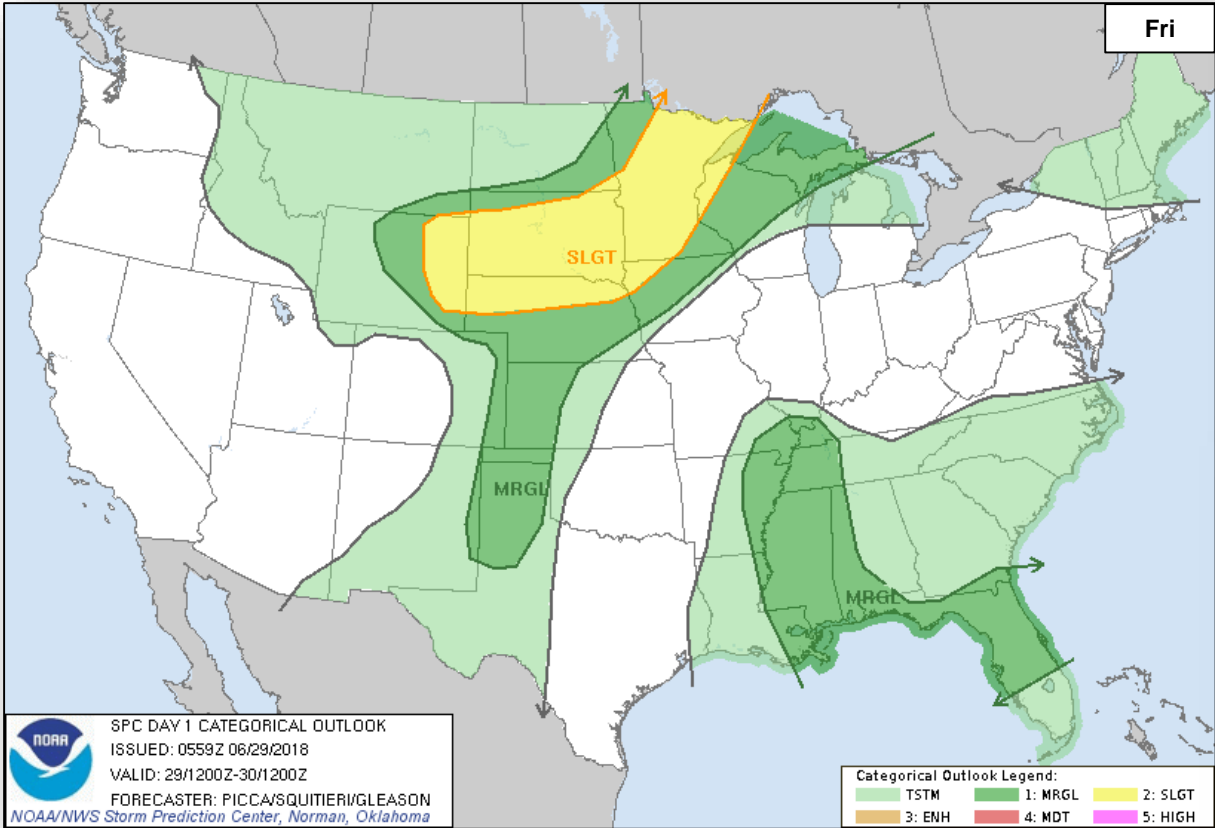 Fri
SLGT
MRGL
MRGL
NOAA
SPC DAY 1 CATEGORICAL OUTLOOK
ISSUED: 0559Z 06/29/2018
VALID: 29/1200Z-30/1200Z
FORECASTER: PICCA/SQUITIERI/GLEASON
NOAA/NWS Storm Prediction Center, Norman, Oklahoma
Categorical Outlook Legend:
TSTM 1: MRGL 2: SLGT
3: ENH 4: MDT 5: HIGH